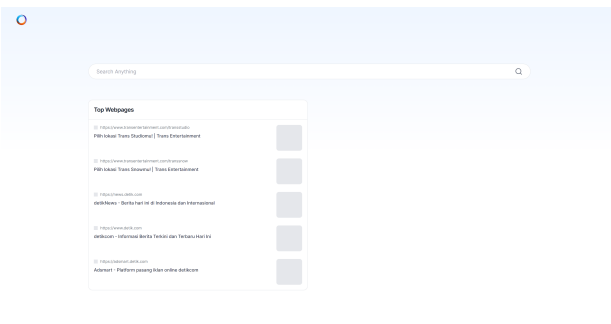 Search Anything
Top Webpages
https://www.transentertainment.com/transstudio
Pilih lokasi Trans Studiomu! | Trans Entertainment
https://www.transentertainment.com/transsnow
Pilih lokasi Trans Snowmu! | Trans Entertainment
https://news.detik.com
detikNews - Berita hari ini di Indonesia dan Internasional
https://www.detik.com
detikcom - Informasi Berita Terkini dan Terbaru Hari Ini
https://adsmart.detik.com
Adsmart - Platform pasang iklan online detikcom